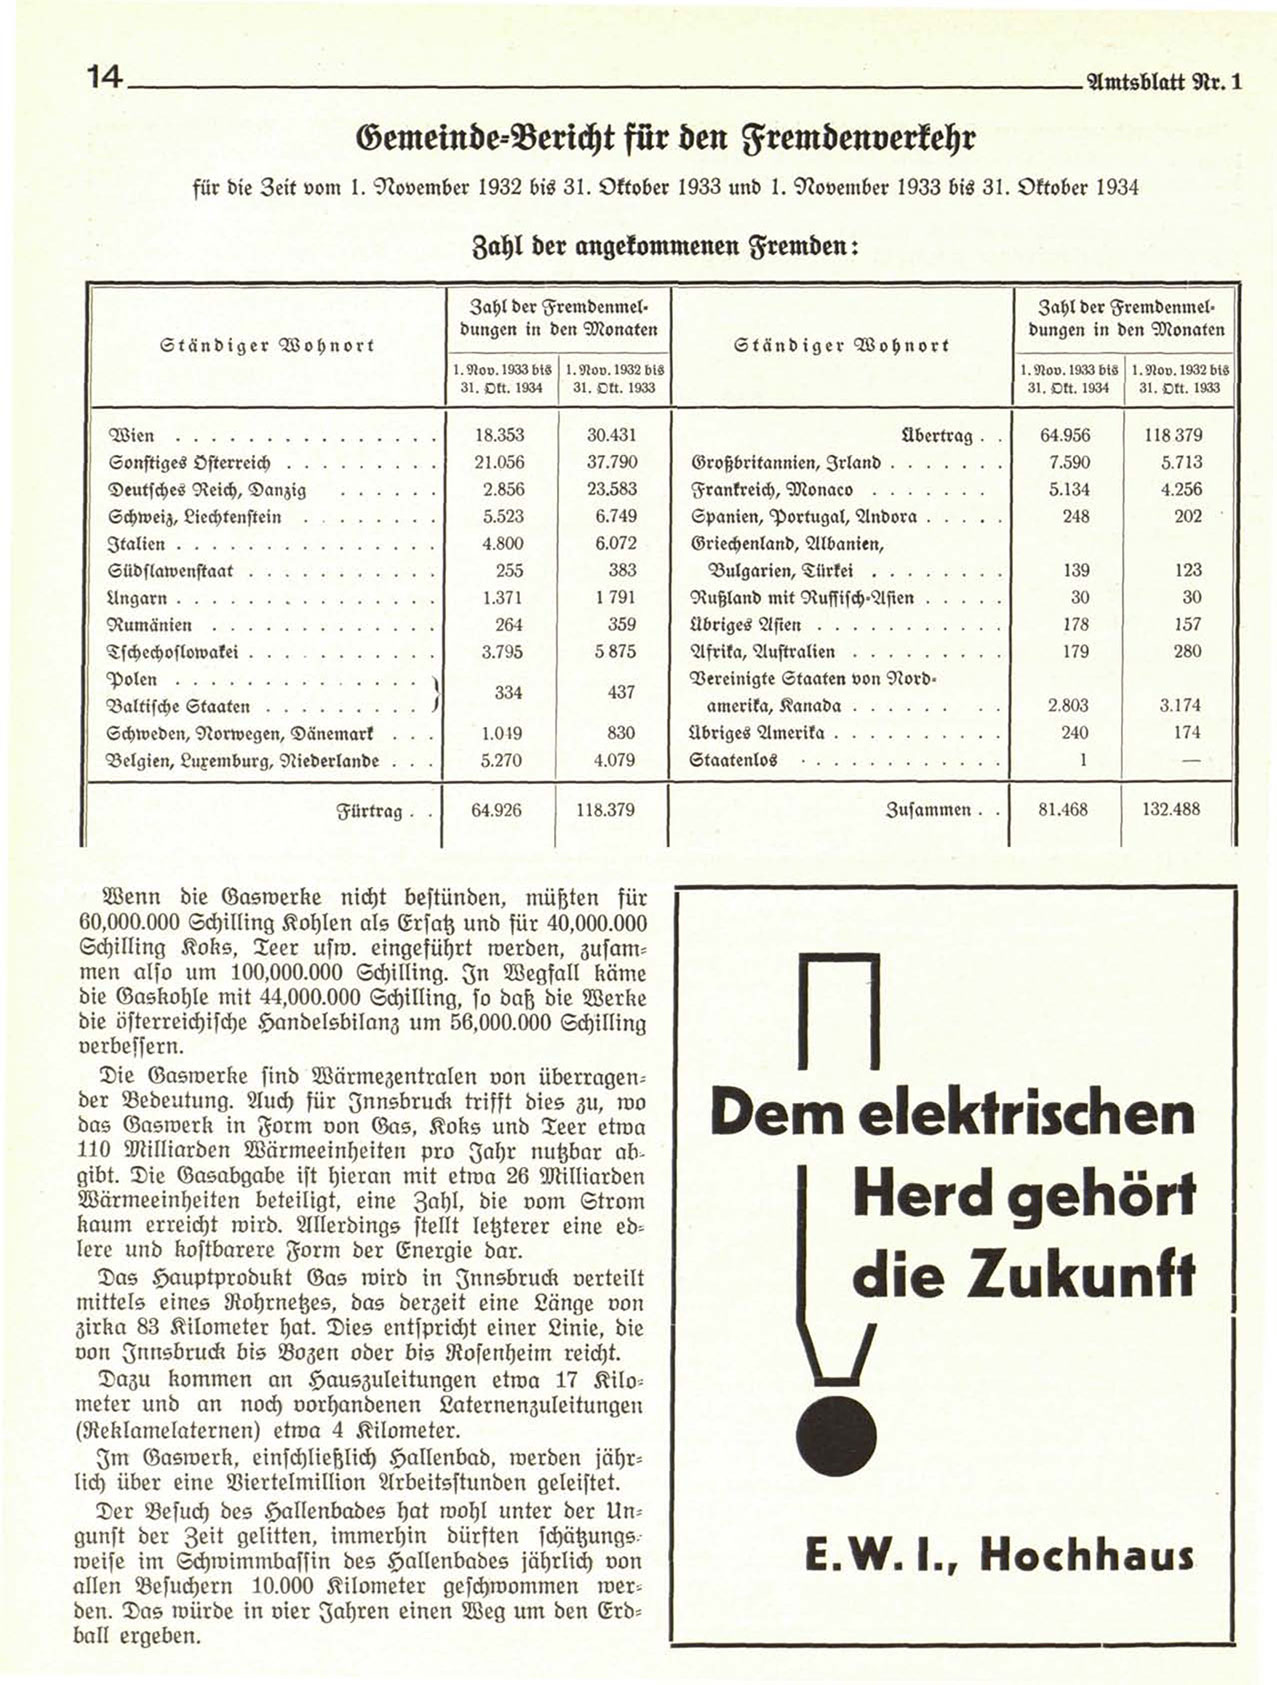 14 Amtsblatt Nr. 1
Gemeinde-Bericht für den Fremdenverkehr
für die Zeit vom 1. November 1932 bis 31. Oktober 1933 und 1. November 1933 bis 31. Oktober 1934
Zahl der angekommenen Fremden:
Ständiger Wohnort
Zahl der Fremdenmel-
dungen in den Monaten
1. Nov. 1933 bis
31. Okt. 1934
1. Nov. 1932 bis
31. Okt. 1933
Wien . . . . . . . . . . . . . . . 18.353 30.431
Sonstiges Österreich . . . . . . . . . 21.056 37.790
Deutsches Reich, Danzig . . . . . . 2.856 23.583
Schweiz, Liechtenstein . . . . . . . . 5.523 6.749
Italien . . . . . . . . . . . . . . . 4.800 6.072
Südslawenstaat . . . . . . . . . . . 255 383
Ungarn . . . . . . . . . . . . . . . 1.371 1 791
Rumänien . . . . . . . . . . . . . 264 359
Tschechoslowakei . . . . . . . . . . . 3.795 5 875
Polen . . . . . . . . . . . . . . }
Baltische Staaten . . . . . . . . . } 334 437
Schweden, Norwegen, Dänemark . . . 1.049 830
Belgien, Luxemburg, Niederlande . . . 5.270 4.079
Fürtrag . . 64.926 118.379
Ständiger Wohnort
Zahl der Fremdenmel-
dungen in den Monaten
1. Nov. 1933 bis
31. Okt. 1934
1. Nov. 1932 bis
31. Okt. 1933
Übertrag . . 64.956 118 379
Großbritannien, Irland . . . . . . . 7.590 5.713
Frankreich, Monaco . . . . . . . 5.134 4.256
Spanien, Portugal, Andora . . . . . 248 202
Griechenland, Albanien,
Bulgarien, Türkei . . . . . . . . 139 123
Rußland mit Russisch-Asien . . . . . 30 30
Übriges Asien . . . . . . . . . . . 178 157
Afrika, Australien . . . . . . . . . 179 280
Vereinigte Staaten von Nord-
amerika, Kanada . . . . . . . . 2.803 3.174
Übriges Amerika . . . . . . . . . . 240 174
Staatenlos . . . . . . . . . . . . 1 —
Zusammen . . 81.468 132.488
Wenn die Gaswerke nicht bestünden, müßten für
60,000.000 Schilling Kohlen als Ersatz und für 40,000.000
Schilling Koks, Teer usw. eingeführt werden, zusam-
men also um 100,000.000 Schilling. In Wegfall käme
die Gaskohle mit 44,000.000 Schilling, so daß die Werke
die österreichische Handelsbilanz um 56,000.000 Schilling
verbessern.
Die Gaswerke sind Wärmezentralen von überragen-
der Bedeutung. Auch für Innsbruck trifft dies zu, wo
das Gaswerk in Form von Gas, Koks und Teer etwa
110 Milliarden Wärmeeinheiten pro Jahr nutzbar ab-
gibt. Die Gasabgabe ist hieran mit etwa 26 Milliarden
Wärmeeinheiten beteiligt, eine Zahl, die vom Strom
kaum erreicht wird. Allerdings stellt letzterer eine ed-
lere und kostbarere Form der Energie dar.
Das Hauptprodukt Gas wird in Innsbruck verteilt
mittels eines Rohrnetzes, das derzeit eine Länge von
zirka 83 Kilometer hat. Dies entspricht einer Linie, die
von Innsbruck bis Bozen oder bis Rosenheim reicht.
Dazu kommen an Hauszuleitungen etwa 17 Kilo-
meter und an noch vorhandenen Laternenzuleitungen
(Reklamelaternen) etwa 4 Kilometer.
Im Gaswerk, einschließlich Hallenbad, werden jähr-
lich über eine Viertelmillion Arbeitsstunden geleistet.
Der Besuch des Hallenbades hat wohl unter der Un-
gunst der Zeit gelitten, immerhin dürften schätzungs-
weise im Schwimmbassin des Hallenbades jährlich von
allen Besuchern 10.000 Kilometer geschwommen wer-
den. Das würde in vier Jahren einen Weg um den Erd-
ball ergeben.
Dem elektrischen
Herd gehört
die Zukunft
E.W.I., Hochhaus